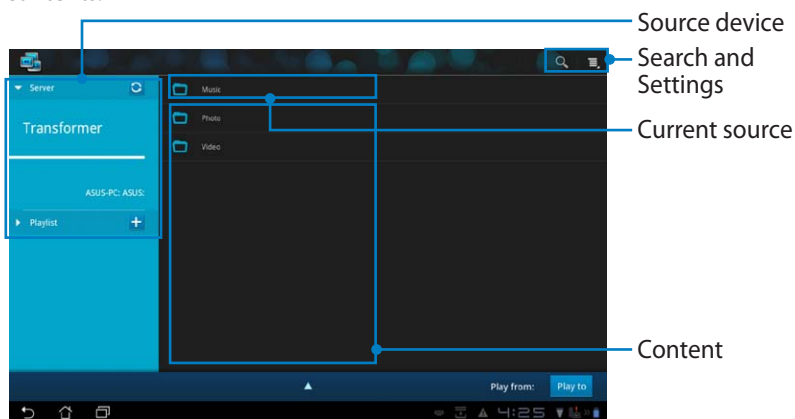 Source device
Search and
Settings
Server
Music
Current source
Photo
Transformer
Video
ASUS-PC: ASUS:
Playlist
Content
Play from:
Play to
4:25